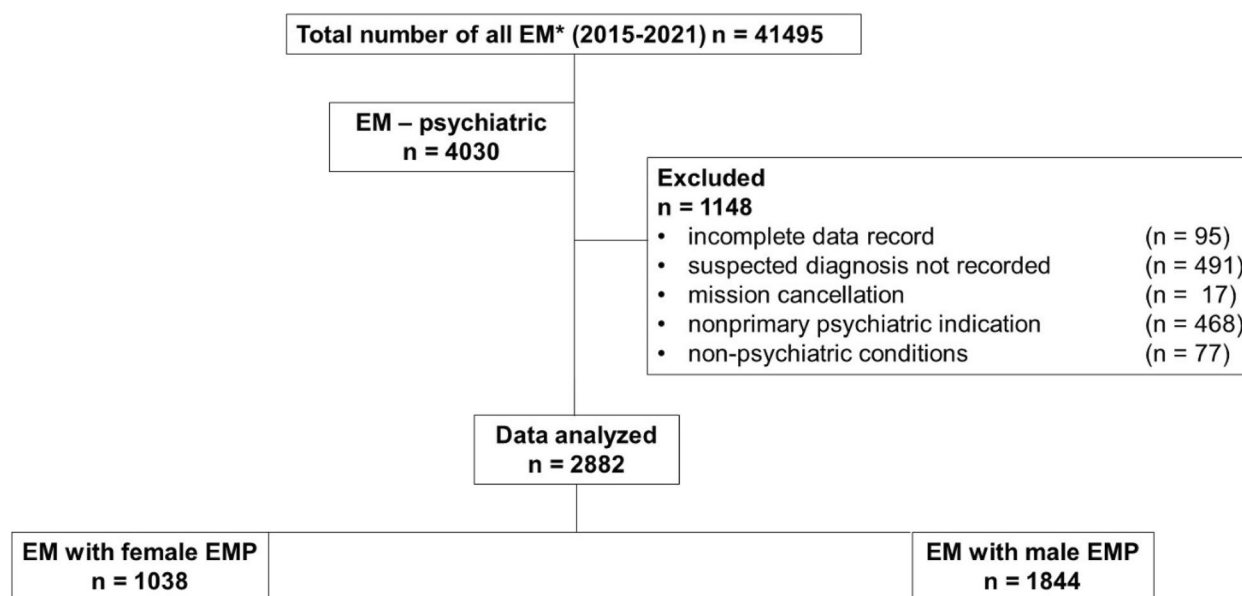 Total number of all EM* (2015-2021) n = 41495
EM – psychiatric
n = 4030
Excluded
n = 1148
• incomplete data record (n = 95)
• suspected diagnosis not recorded (n = 491)
• mission cancellation (n = 17)
• nonprimary psychiatric indication (n = 468)
• non-psychiatric conditions (n = 77)
Data analyzed
n = 2882
EM with female EMP
n = 1038
EM with male EMP
n = 1844